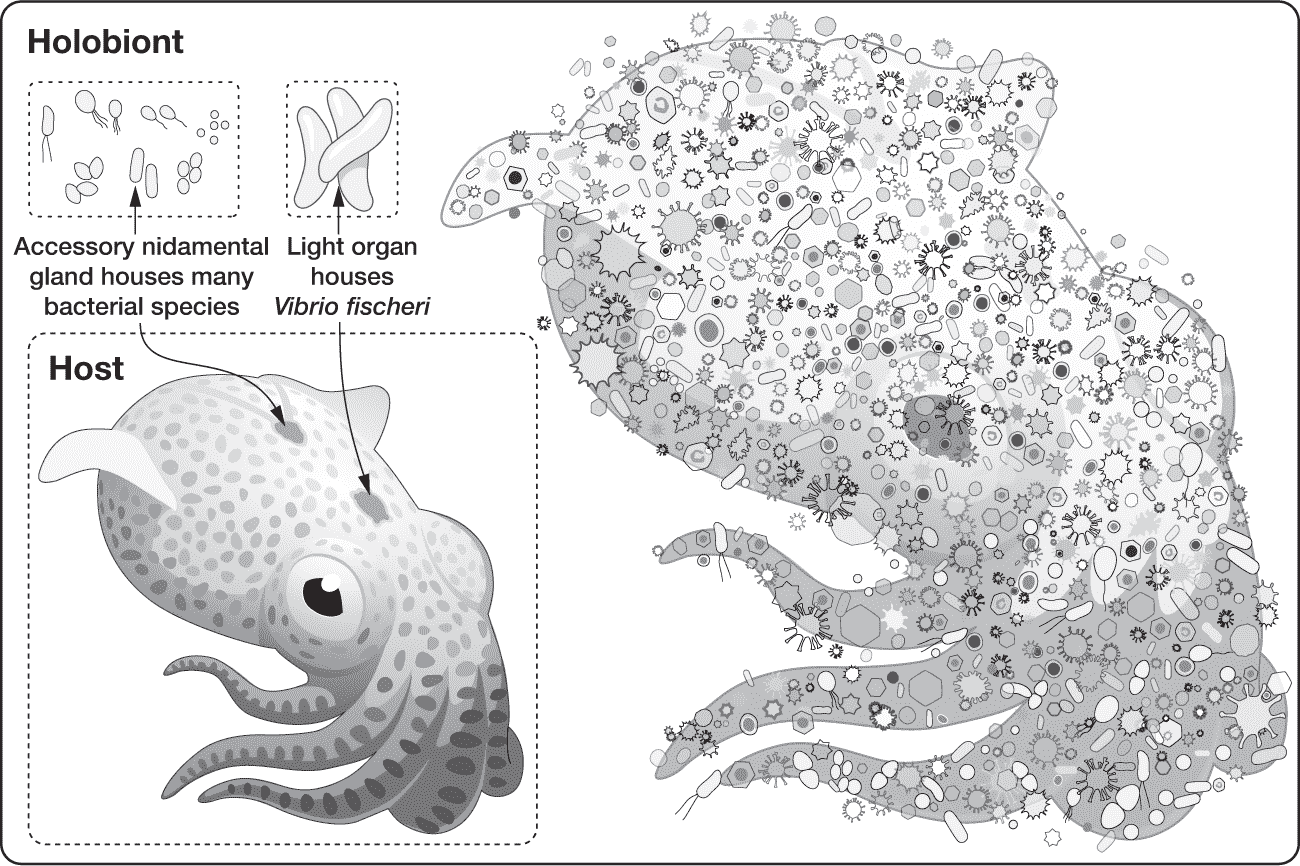 Holobiont
Accessory nidamental
gland houses many
bacterial species
Light organ
houses
Vibrio fischeri
Host